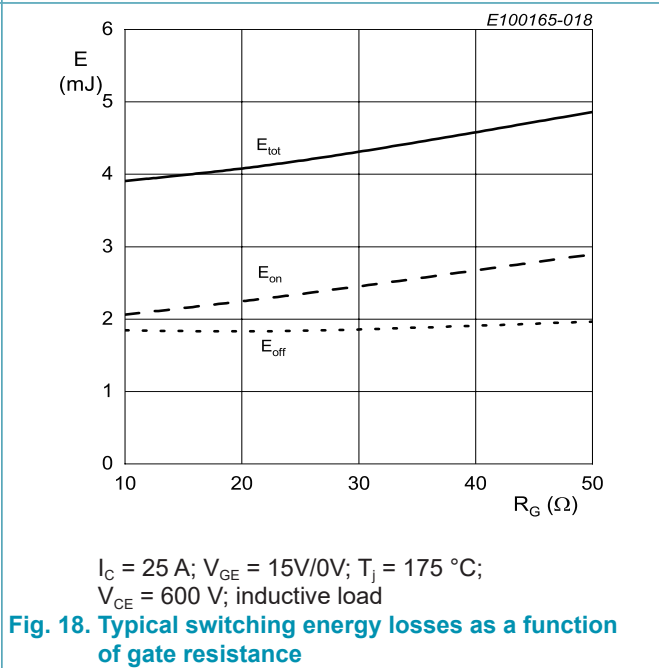 E100165-018
E
(mJ)
6
5
4
3
2
1
0
E_tot
E_on
E_off
10 20 30 40 50
R_G (Ω)
I_C = 25 A; V_GE = 15V/0V; T_j = 175 °C;
V_CE = 600 V; inductive load
Fig. 18. Typical switching energy losses as a function
of gate resistance